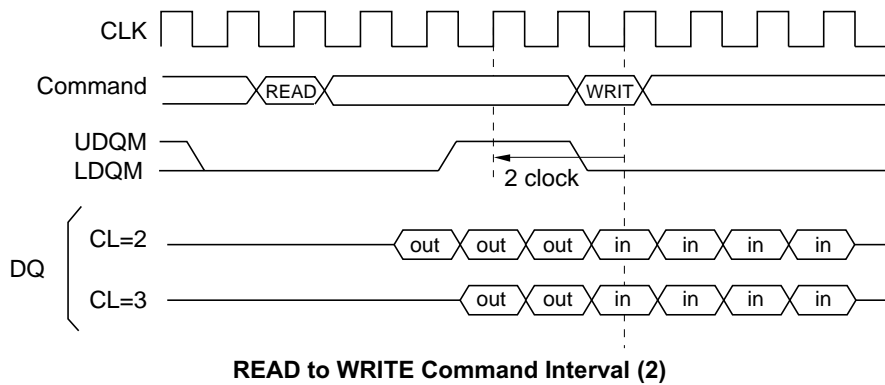 CLK
Command READ WRIT
UDQM
LDQM
2 clock
DQ
CL=2 out out out in in in in
CL=3 out out in in in in
READ to WRITE Command Interval (2)